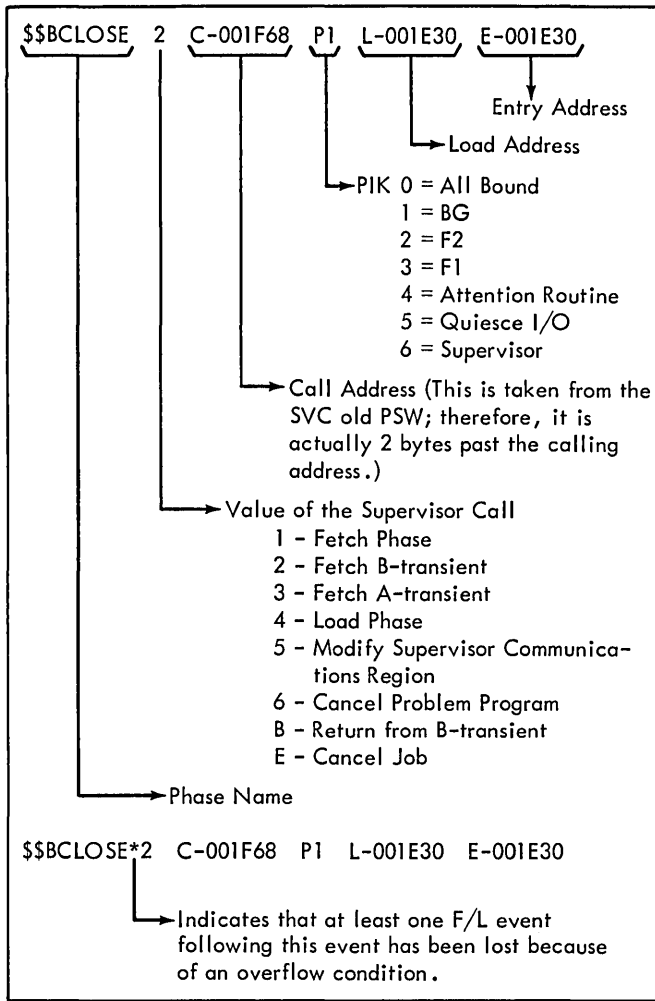 $$BCLOSE 2 C-001F68 P1 L-001E30 E-001E30
Entry Address
Load Address
PIK 0 = All Bound
1 = BG
2 = F2
3 = F1
4 = Attention Routine
5 = Quiesce I/O
6 = Supervisor
Call Address (This is taken from the
SVC old PSW; therefore, it is
actually 2 bytes past the calling
address.)
Value of the Supervisor Call
1 - Fetch Phase
2 - Fetch B-transient
3 - Fetch A-transient
4 - Load Phase
5 - Modify Supervisor Communica-
tions Region
6 - Cancel Problem Program
B - Return from B-transient
E - Cancel Job
Phase Name
$$BCLOSE*2 C-001F68 P1 L-001E30 E-001E30
Indicates that at least one F/L event
following this event has been lost because
of an overflow condition.